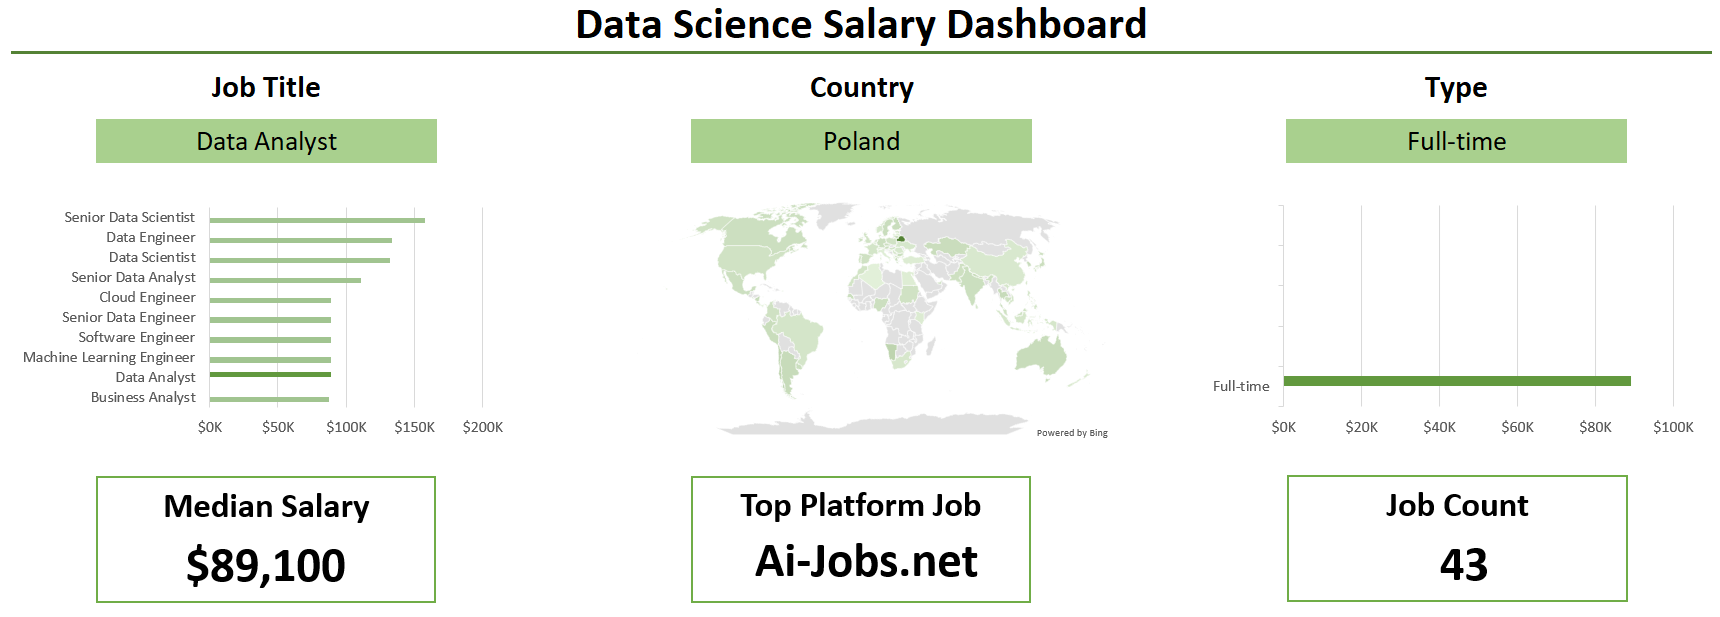 Data Science Salary Dashboard
Job Title
Data Analyst
Senior Data Scientist
Data Engineer
Data Scientist
Senior Data Analyst
Cloud Engineer
Senior Data Engineer
Software Engineer
Machine Learning Engineer
Data Analyst
Business Analyst
$0K $50K $100K $150K $200K
Country
Poland
Powered by Bing
Type
Full-time
Full-time
$0K $20K $40K $60K $80K $100K
Median Salary
$89,100
Top Platform Job
Ai-Jobs.net
Job Count
43